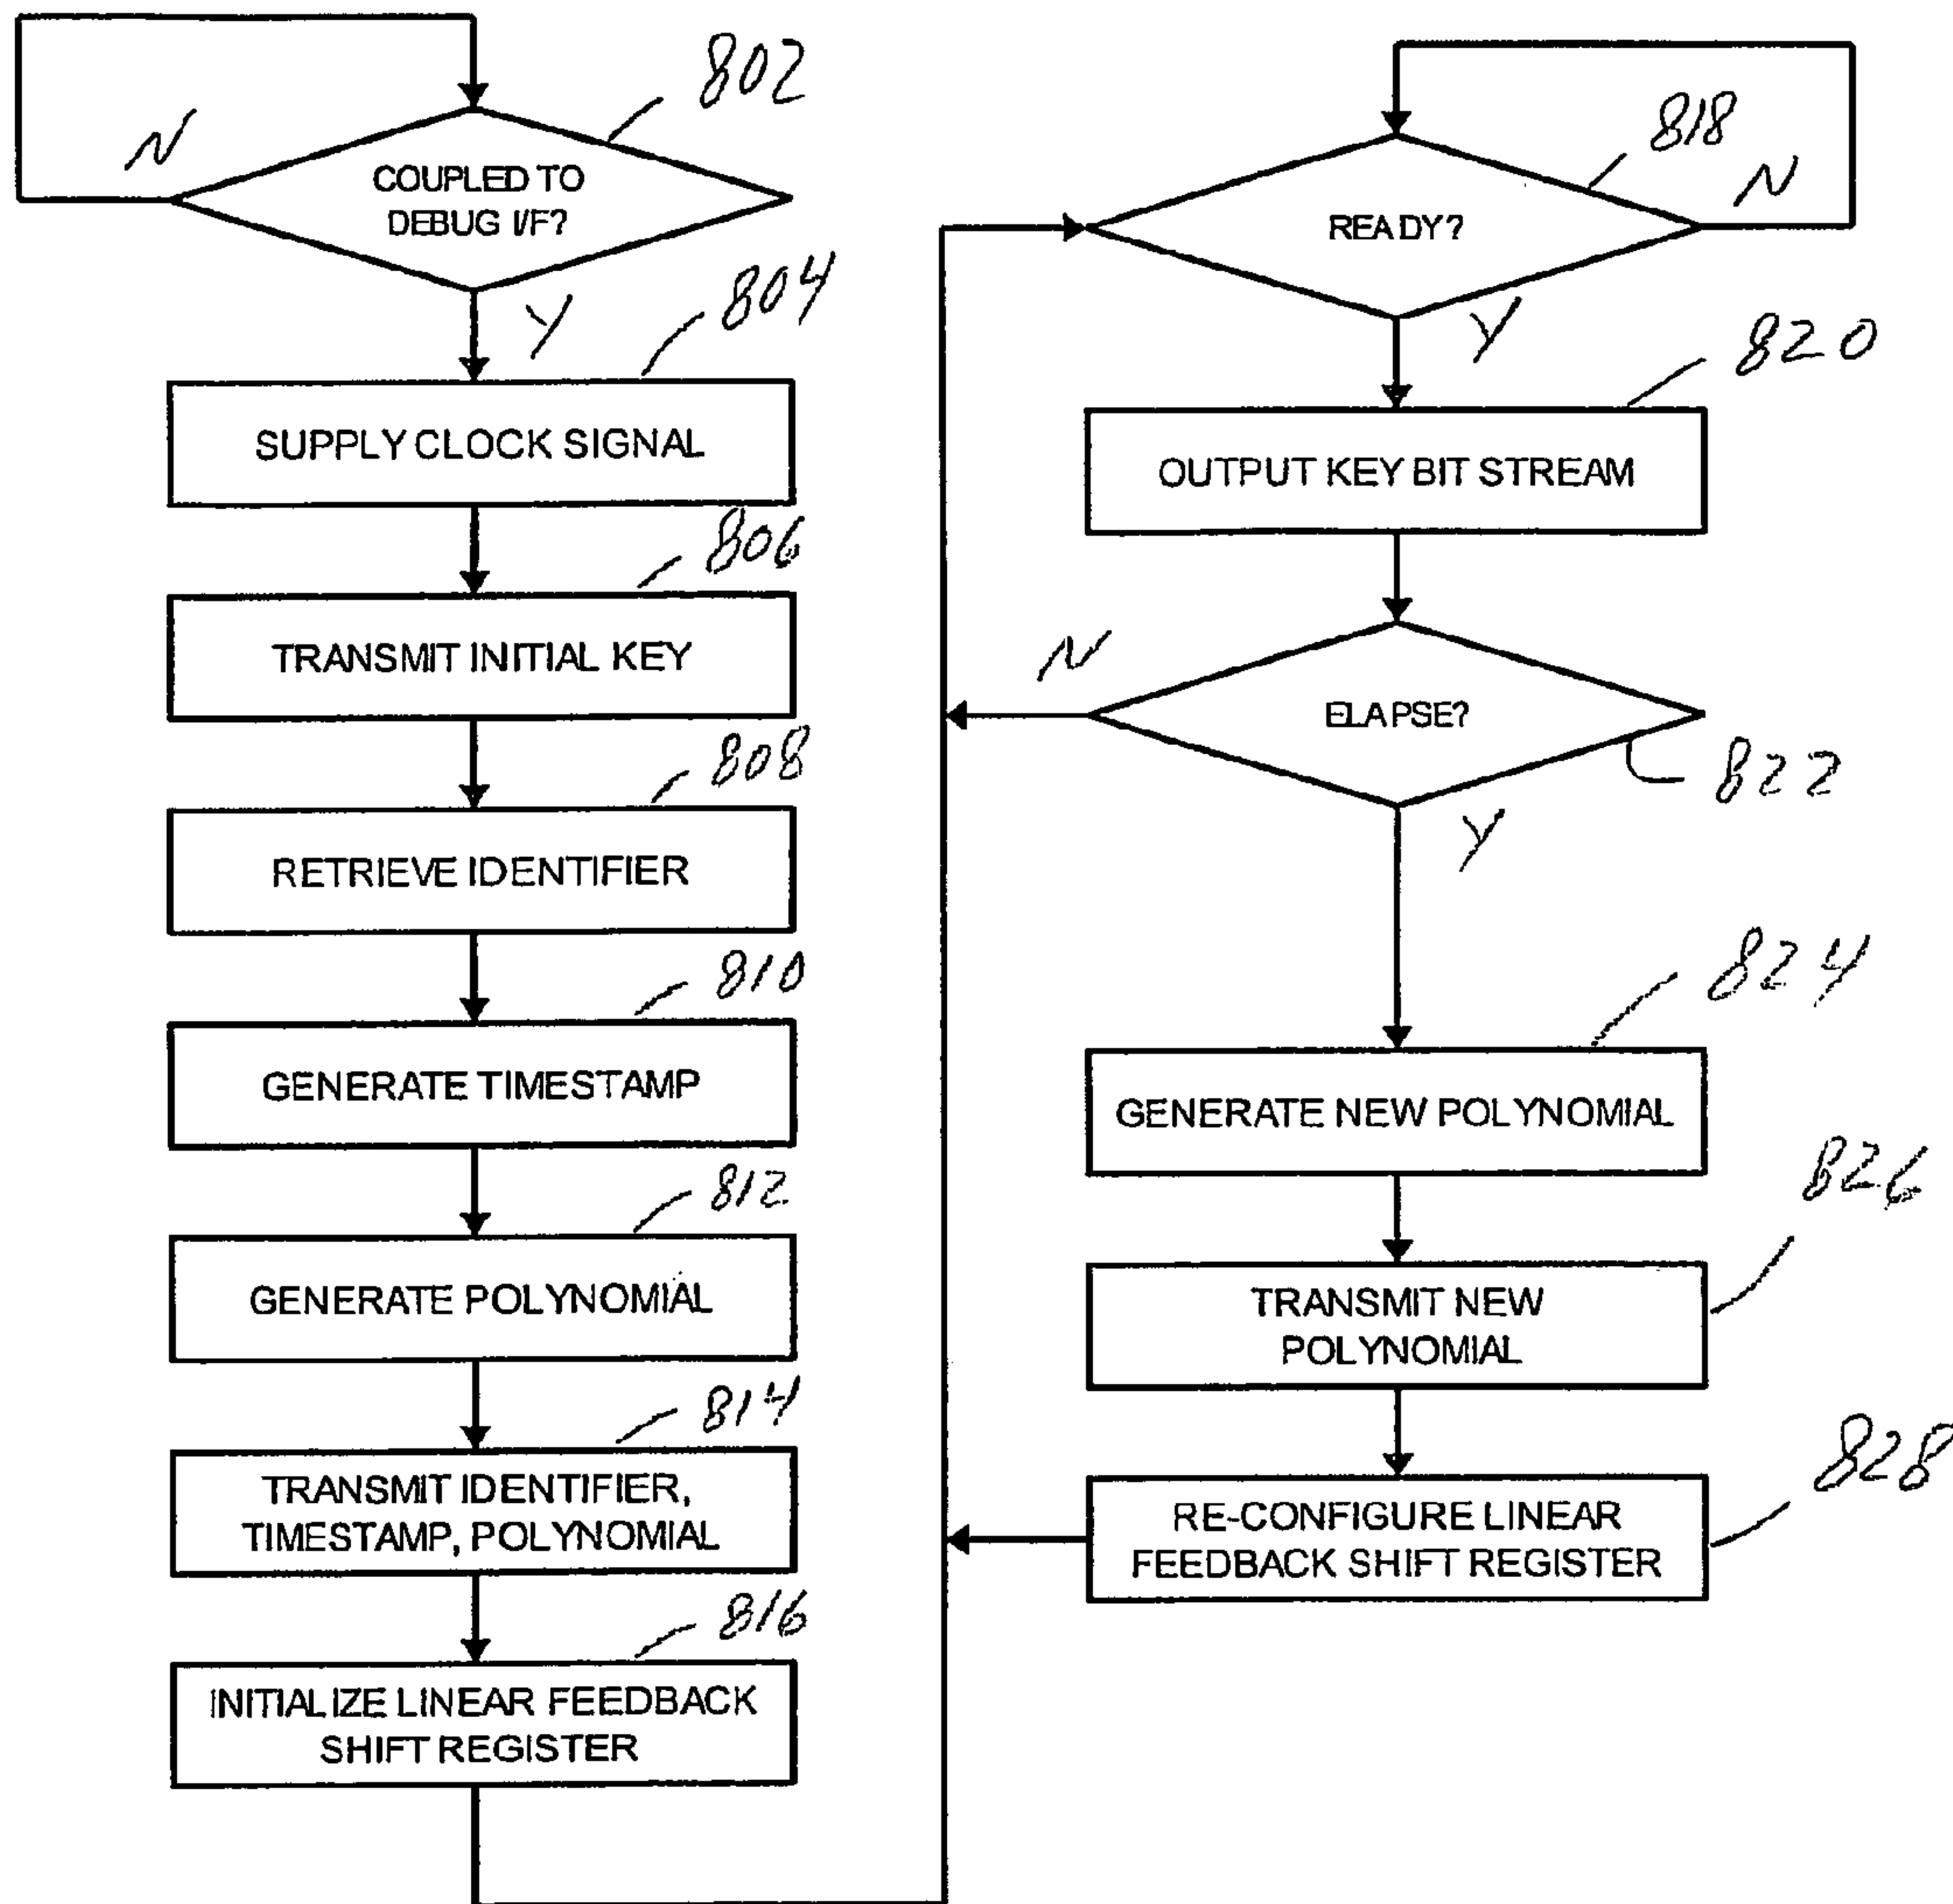 802
N
COUPLED TO
DEBUG I/F?
Y
804
SUPPLY CLOCK SIGNAL
806
TRANSMIT INITIAL KEY
808
RETRIEVE IDENTIFIER
810
GENERATE TIMESTAMP
812
GENERATE POLYNOMIAL
814
TRANSMIT IDENTIFIER,
TIMESTAMP, POLYNOMIAL
816
INITIALIZE LINEAR FEEDBACK
SHIFT REGISTER
818
N
READY?
Y
820
OUTPUT KEY BIT STREAM
N
ELAPSE?
822
Y
824
GENERATE NEW POLYNOMIAL
826
TRANSMIT NEW
POLYNOMIAL
828
RE-CONFIGURE LINEAR
FEEDBACK SHIFT REGISTER